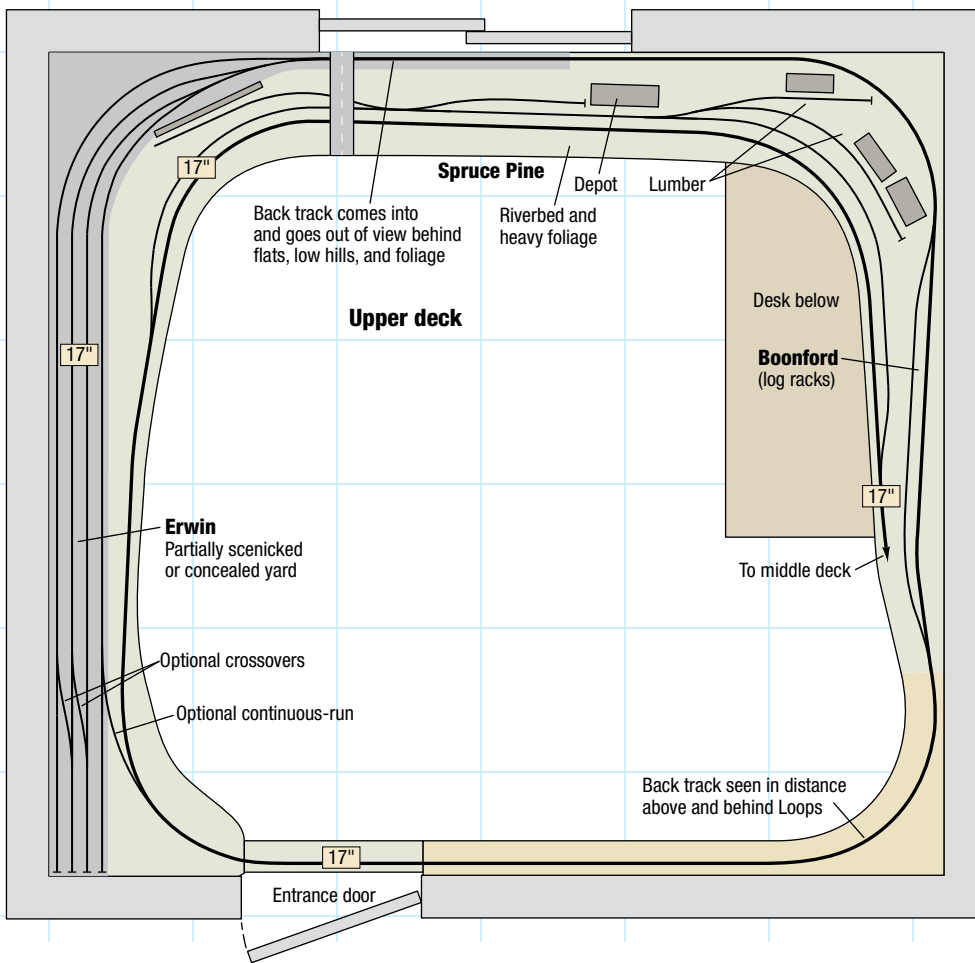 17"
Spruce Pine
Depot
Lumber
Back track comes into
and goes out of view behind
flats, low hills, and foliage
Riverbed and
heavy foliage
Upper deck
Desk below
17"
Boonford
(log racks)
17"
Erwin
Partially scenicked
or concealed yard
To middle deck
Optional crossovers
Optional continuous-run
Back track seen in distance
above and behind Loops
17"
Entrance door